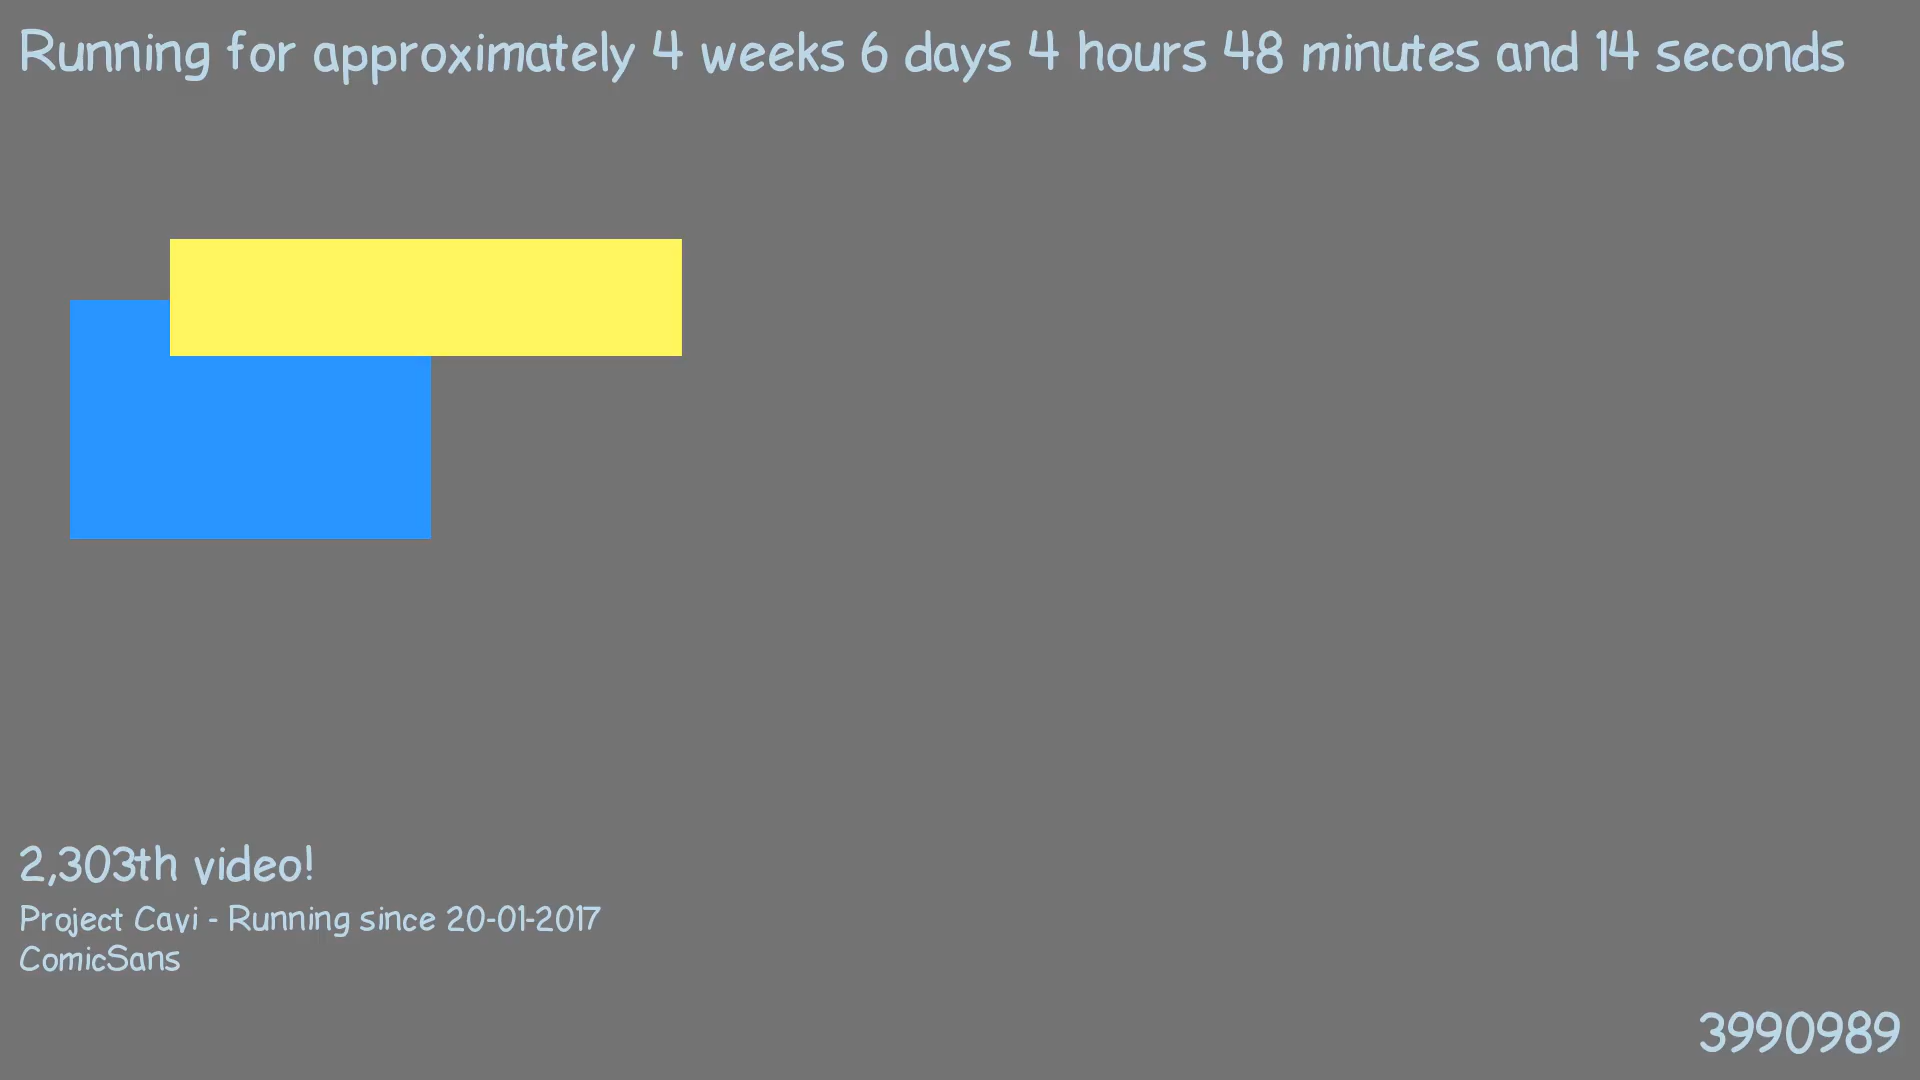 Running for approximately 4 weeks 6 days 4 hours 48 minutes and 14 seconds
2,303th video!
Project Cavi - Running since 20-01-2017
ComicSans
3990989